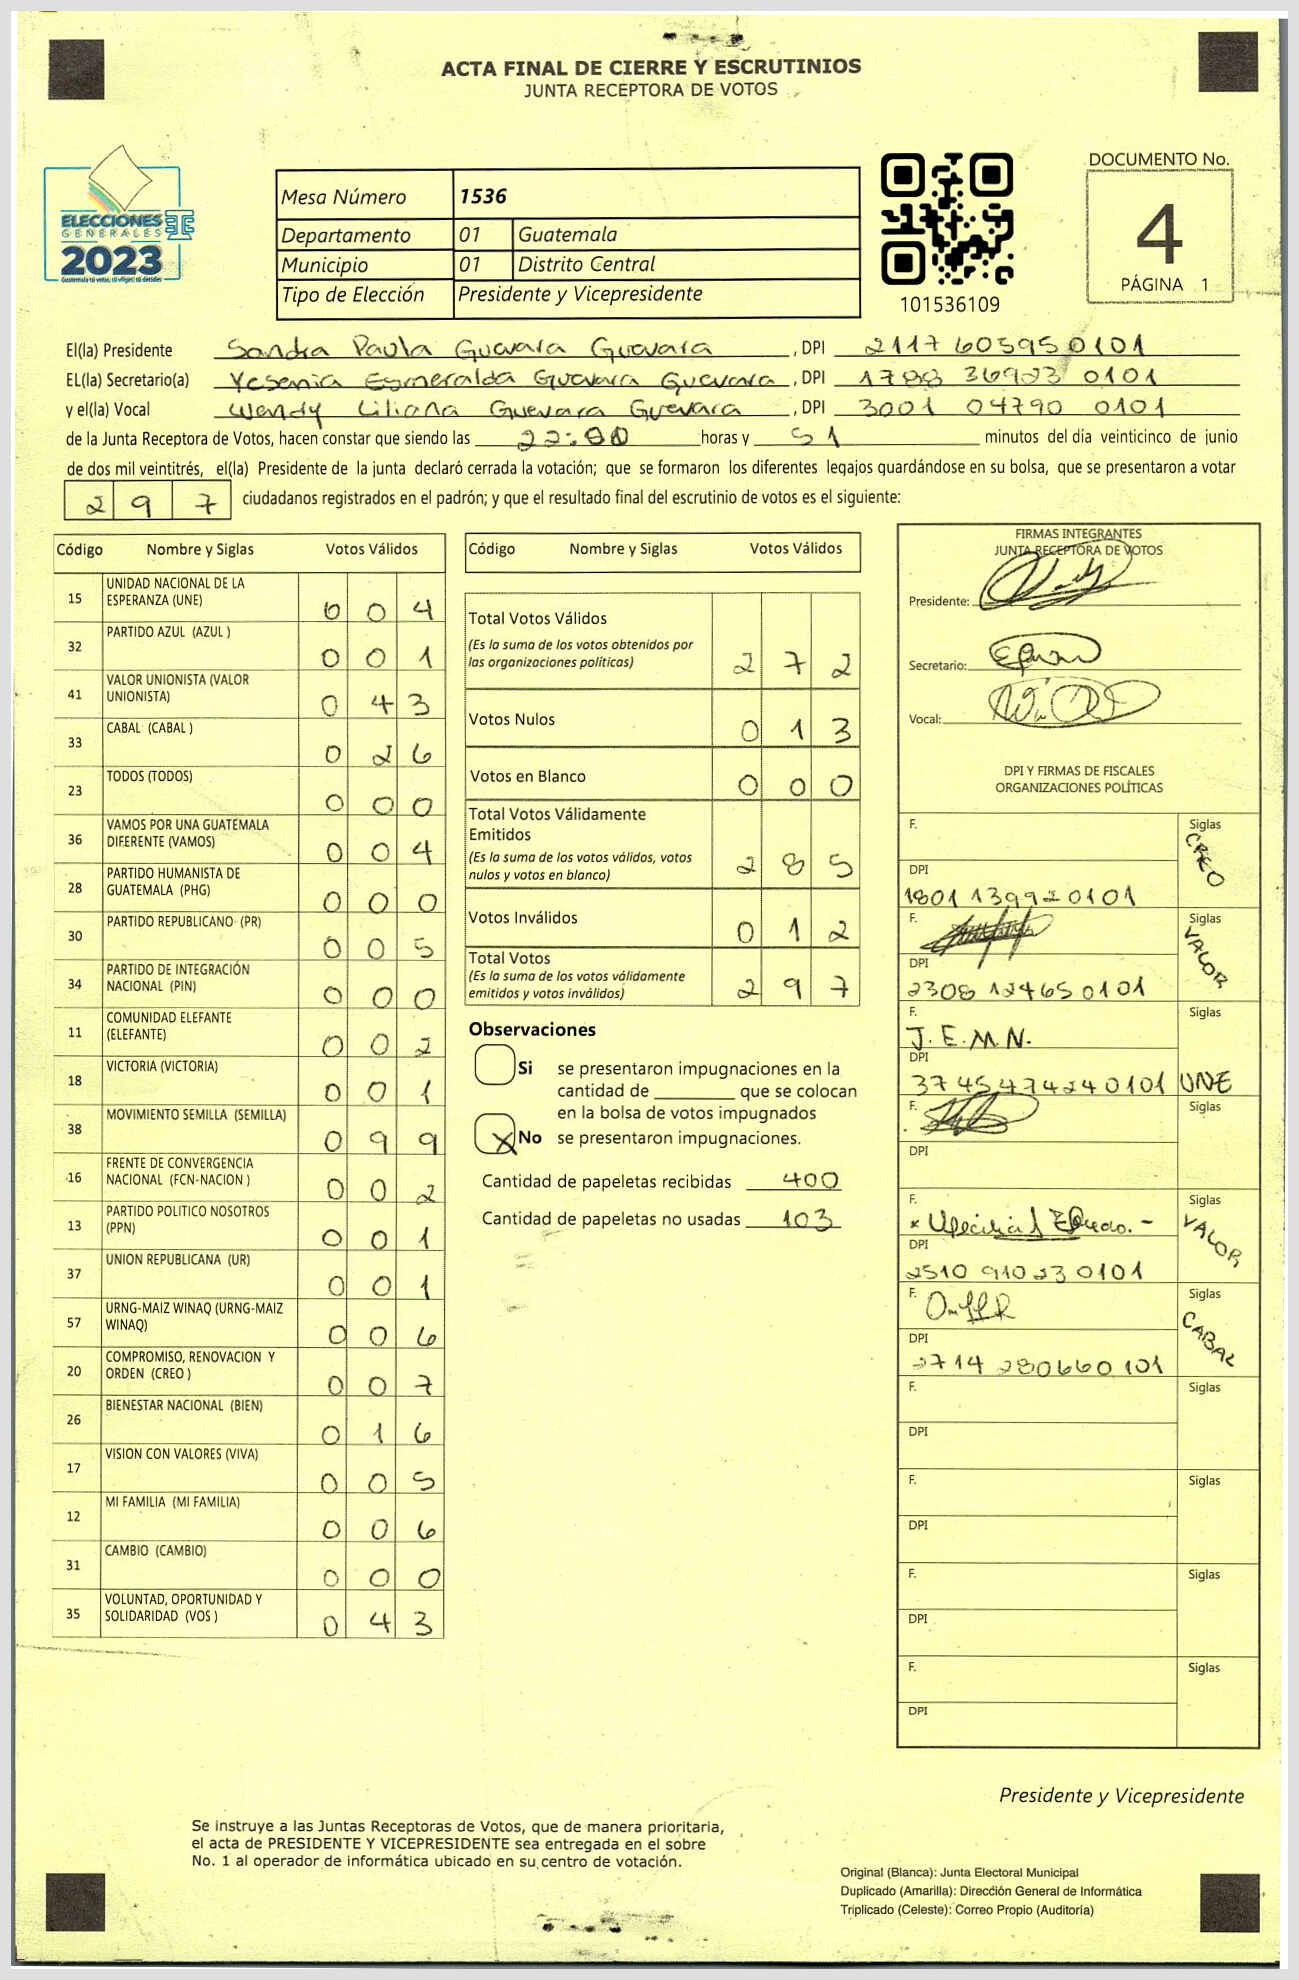 ACTA FINAL DE CIERRE Y ESCRUTINIOS
JUNTA RECEPTORA DE VOTOS
ELECCIONES
GENERALES
2023
Mesa Número 1536
Departamento 01 Guatemala
Municipio 01 Distrito Central
Tipo de Elección Presidente y Vicepresidente
101536109
DOCUMENTO No.
4
PÁGINA 1
El(la) Presidente Sandra Paula Guevara Guevara, DPI 2117 60595 0101
EL(la) Secretario(a) Yesenia Esmeralda Guevara Guevara, DPI 1788 36923 0101
y el(la) Vocal Wendy Liliana Guevara Guevara, DPI 3001 04790 0101
de la Junta Receptora de Votos, hacen constar que siendo las 22:00 horas y 51 minutos del día veinticinco de junio
de dos mil veintitrés, el(la) Presidente de la junta declaró cerrada la votación; que se formaron los diferentes legajos guardándose en su bolsa, que se presentaron a votar
297 ciudadanos registrados en el padrón; y que el resultado final del escrutinio de votos es el siguiente:
Código Nombre y Siglas Votos Válidos
15 UNIDAD NACIONAL DE LA ESPERANZA (UNE) 0 0 4
32 PARTIDO AZUL (AZUL ) 0 0 1
41 VALOR UNIONISTA (VALOR UNIONISTA) 0 4 3
33 CABAL (CABAL ) 0 2 6
23 TODOS (TODOS) 0 0 0
36 VAMOS POR UNA GUATEMALA DIFERENTE (VAMOS) 0 0 4
28 PARTIDO HUMANISTA DE GUATEMALA (PHG) 0 0 0
30 PARTIDO REPUBLICANO (PR) 0 0 5
34 PARTIDO DE INTEGRACIÓN NACIONAL (PIN) 0 0 0
11 COMUNIDAD ELEFANTE (ELEFANTE) 0 0 2
18 VICTORIA (VICTORIA) 0 0 1
38 MOVIMIENTO SEMILLA (SEMILLA) 0 9 9
16 FRENTE DE CONVERGENCIA NACIONAL (FCN-NACION ) 0 0 2
13 PARTIDO POLITICO NOSOTROS (PPN) 0 0 1
37 UNION REPUBLICANA (UR) 0 0 1
57 URNG-MAIZ WINAQ (URNG-MAIZ WINAQ) 0 0 6
20 COMPROMISO, RENOVACION Y ORDEN (CREO ) 0 0 7
26 BIENESTAR NACIONAL (BIEN) 0 1 6
17 VISION CON VALORES (VIVA) 0 0 5
12 MI FAMILIA (MI FAMILIA) 0 0 6
31 CAMBIO (CAMBIO) 0 0 0
35 VOLUNTAD, OPORTUNIDAD Y SOLIDARIDAD (VOS ) 0 4 3
Código Nombre y Siglas Votos Válidos
Total Votos Válidos 2 7 2
(Es la suma de los votos obtenidos por
las organizaciones políticas)
Votos Nulos 0 1 3
Votos en Blanco 0 0 0
Total Votos Válidamente
Emitidos 2 8 5
(Es la suma de los votos válidos, votos
nulos y votos en blanco)
Votos Inválidos 0 1 2
Total Votos 2 9 7
(Es la suma de los votos válidamente
emitidos y votos inválidos)
Observaciones
Si se presentaron impugnaciones en la
cantidad de ________ que se colocan
en la bolsa de votos impugnados
X No se presentaron impugnaciones.
Cantidad de papeletas recibidas 400
Cantidad de papeletas no usadas 103
FIRMAS INTEGRANTES
JUNTA RECEPTORA DE VOTOS
Presidente:
Secretario:
Vocal:
DPI Y FIRMAS DE FISCALES
ORGANIZACIONES POLÍTICAS
F. Siglas CREO
DPI 1801 13992 0101
F. Siglas VALOR
DPI 2308 12465 0101
F. J.E.M.N. Siglas UNE
DPI 3745474240101
F. Siglas
DPI
F. Siglas VALOR
DPI 2510 91023 0101
F. Siglas CABAL
DPI 2714 280660101
F. Siglas
DPI
F. Siglas
DPI
F. Siglas
DPI
F. Siglas
DPI
Presidente y Vicepresidente
Se instruye a las Juntas Receptoras de Votos, que de manera prioritaria,
el acta de PRESIDENTE Y VICEPRESIDENTE sea entregada en el sobre
No. 1 al operador de informática ubicado en su centro de votación.
Original (Blanca): Junta Electoral Municipal
Duplicado (Amarilla): Dirección General de Informática
Triplicado (Celeste): Correo Propio (Auditoría)